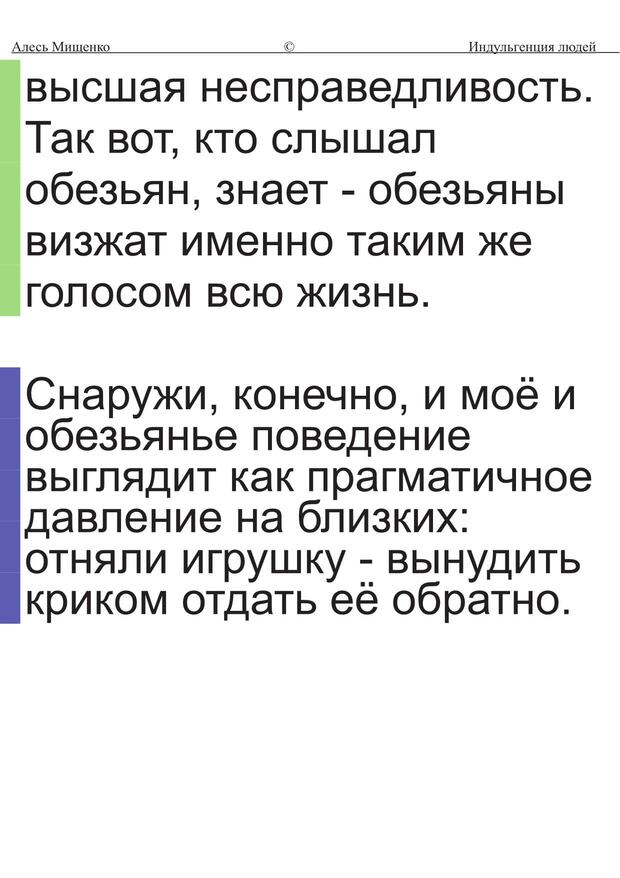 Алесь Мищенко © Индульгенция людей
высшая несправедливость.
Так вот, кто слышал
обезьян, знает - обезьяны
визжат именно таким же
голосом всю жизнь.
Снаружи, конечно, и моё и
обезьянье поведение
выглядит как прагматичное
давление на близких:
отняли игрушку - вынудить
криком отдать её обратно.